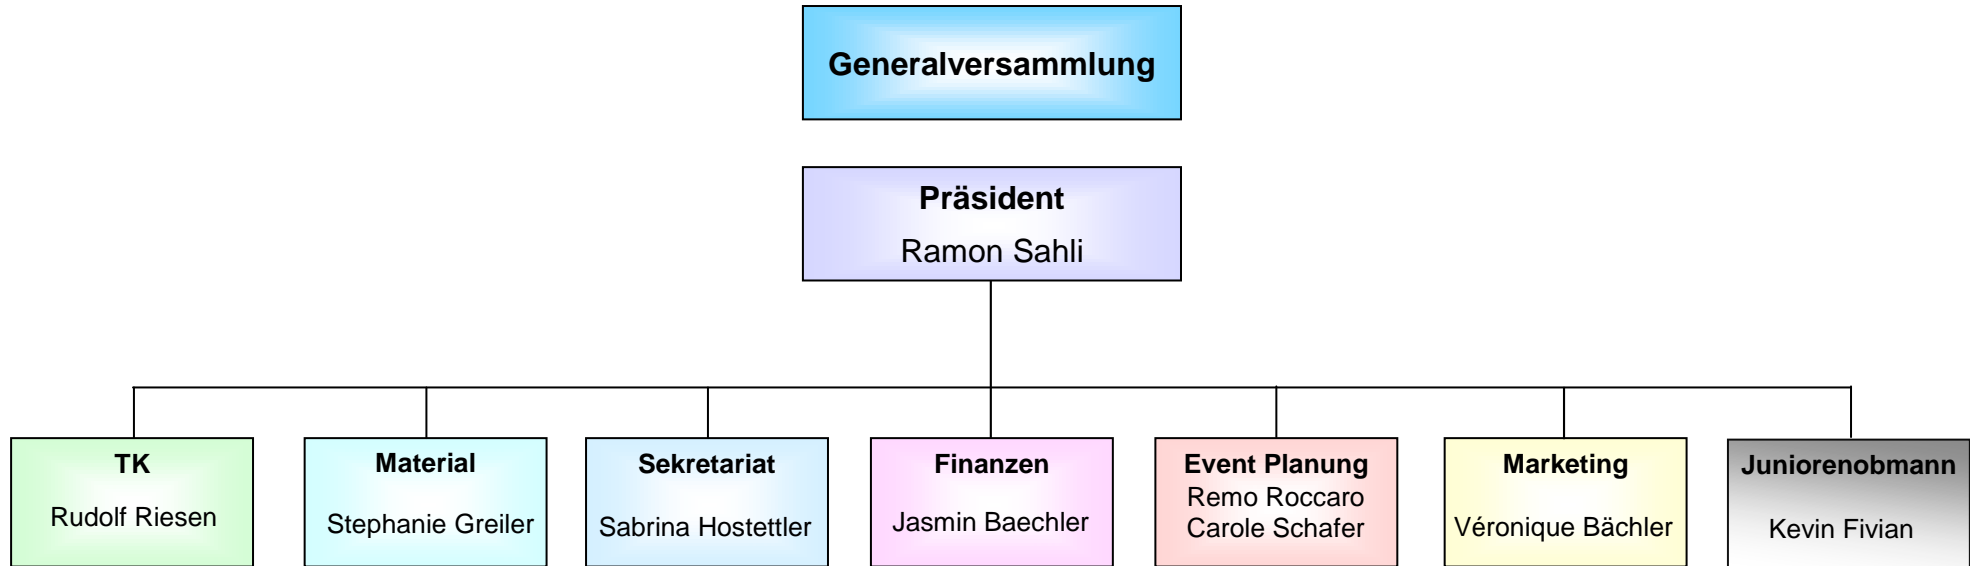 Generalversammlung
Präsident
Ramon Sahli
TK
Rudolf Riesen
Material
Stephanie Greiler
Sekretariat
Sabrina Hostettler
Finanzen
Jasmin Baechler
Event Planung
Remo Roccaro
Carole Schafer
Marketing
Véronique Bächler
Juniorenobmann
Kevin Fivian